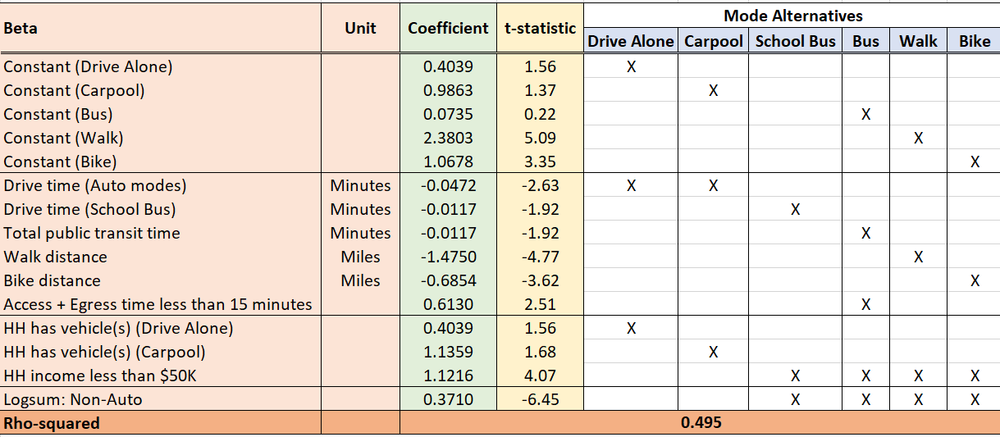 Beta Unit Coefficient t-statistic Mode Alternatives
Drive Alone Carpool School Bus Bus Walk Bike
Constant (Drive Alone) 0.4039 1.56 X
Constant (Carpool) 0.9863 1.37 X
Constant (Bus) 0.0735 0.22 X
Constant (Walk) 2.3803 5.09 X
Constant (Bike) 1.0678 3.35 X
Drive time (Auto modes) Minutes -0.0472 -2.63 X X
Drive time (School Bus) Minutes -0.0117 -1.92 X
Total public transit time Minutes -0.0117 -1.92 X
Walk distance Miles -1.4750 -4.77 X
Bike distance Miles -0.6854 -3.62 X
Access + Egress time less than 15 minutes 0.6130 2.51 X
HH has vehicle(s) (Drive Alone) 0.4039 1.56 X
HH has vehicle(s) (Carpool) 1.1359 1.68 X
HH income less than $50K 1.1216 4.07 X X X X
Logsum: Non-Auto 0.3710 -6.45 X X X X
Rho-squared 0.495